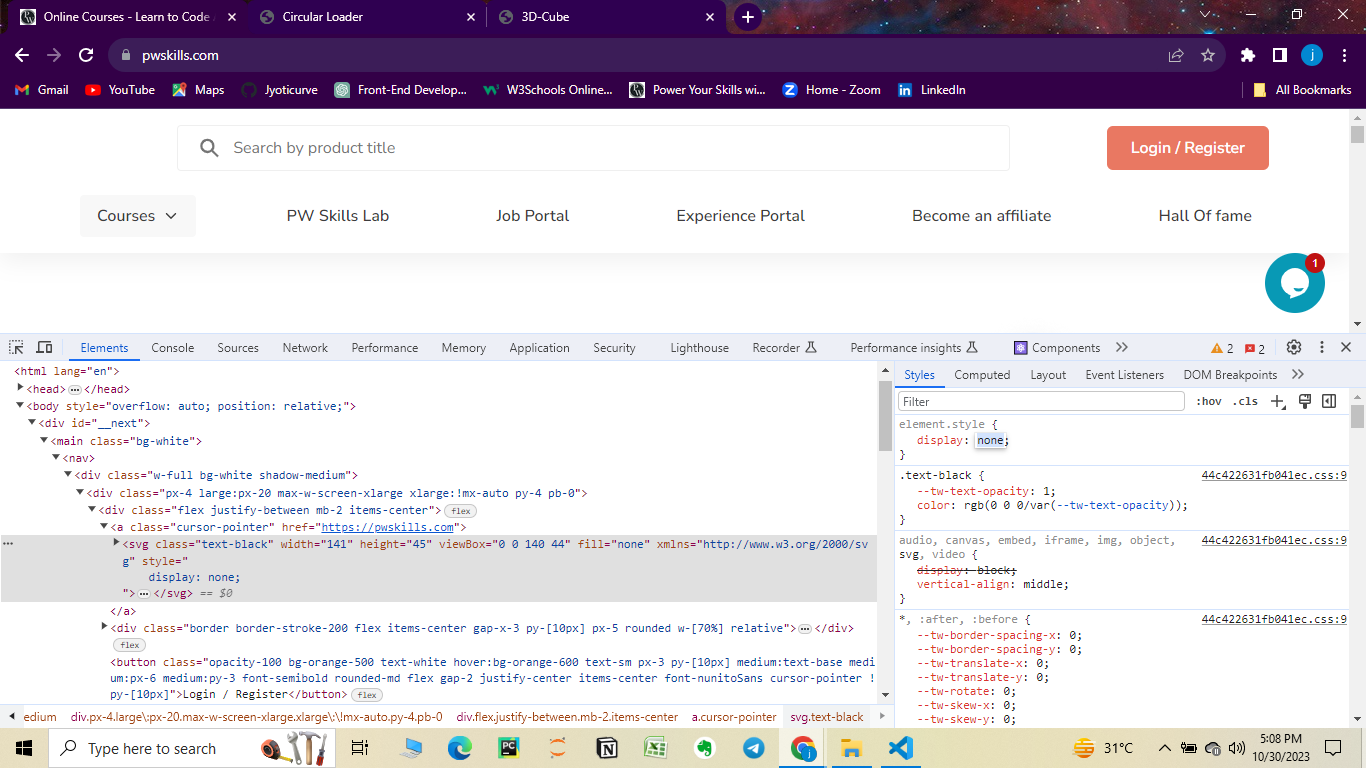 Online Courses - Learn to Code
Circular Loader
3D-Cube
pwskills.com
j
Gmail
YouTube
Maps
Jyoticurve
Front-End Develop...
W3Schools Online...
Power Your Skills wi...
Home - Zoom
LinkedIn
All Bookmarks
Search by product title
Login / Register
Courses
PW Skills Lab
Job Portal
Experience Portal
Become an affiliate
Hall Of fame
1
Elements
Console
Sources
Network
Performance
Memory
Application
Security
Lighthouse
Recorder
Performance insights
Components
2
2
<html lang="en">
<head> … </head>
<body style="overflow: auto; position: relative;">
<div id="__next">
<main class="bg-white">
<nav>
<div class="w-full bg-white shadow-medium">
<div class="px-4 large:px-20 max-w-screen-xlarge xlarge:!mx-auto py-4 pb-0">
<div class="flex justify-between mb-2 items-center"> flex
<a class="cursor-pointer" href="https://pwskills.com">
<svg class="text-black" width="141" height="45" viewBox="0 0 140 44" fill="none" xmlns="http://www.w3.org/2000/sv
g" style="
display: none;
"> … </svg> == $0
</a>
<div class="border border-stroke-200 flex items-center gap-x-3 py-[10px] px-5 rounded w-[70%] relative"> … </div>
flex
<button class="opacity-100 bg-orange-500 text-white hover:bg-orange-600 text-sm px-3 py-[10px] medium:text-base medi
um:px-6 medium:py-3 font-semibold rounded-md flex gap-2 justify-center items-center font-nunitoSans cursor-pointer !
py-[10px]">Login / Register</button> flex
edium
div.px-4.large\:px-20.max-w-screen-xlarge.xlarge\:\!mx-auto.py-4.pb-0
div.flex.justify-between.mb-2.items-center
a.cursor-pointer
svg.text-black
Styles
Computed
Layout
Event Listeners
DOM Breakpoints
Filter
:hov
.cls
element.style {
display: none;
}
.text-black {
44c422631fb041ec.css:9
--tw-text-opacity: 1;
color: rgb(0 0 0/var(--tw-text-opacity));
}
audio, canvas, embed, iframe, img, object,
44c422631fb041ec.css:9
svg, video {
display: block;
vertical-align: middle;
}
*, :after, :before {
44c422631fb041ec.css:9
--tw-border-spacing-x: 0;
--tw-border-spacing-y: 0;
--tw-translate-x: 0;
--tw-translate-y: 0;
--tw-rotate: 0;
--tw-skew-x: 0;
--tw-skew-y: 0;
Type here to search
31°C
5:08 PM
10/30/2023